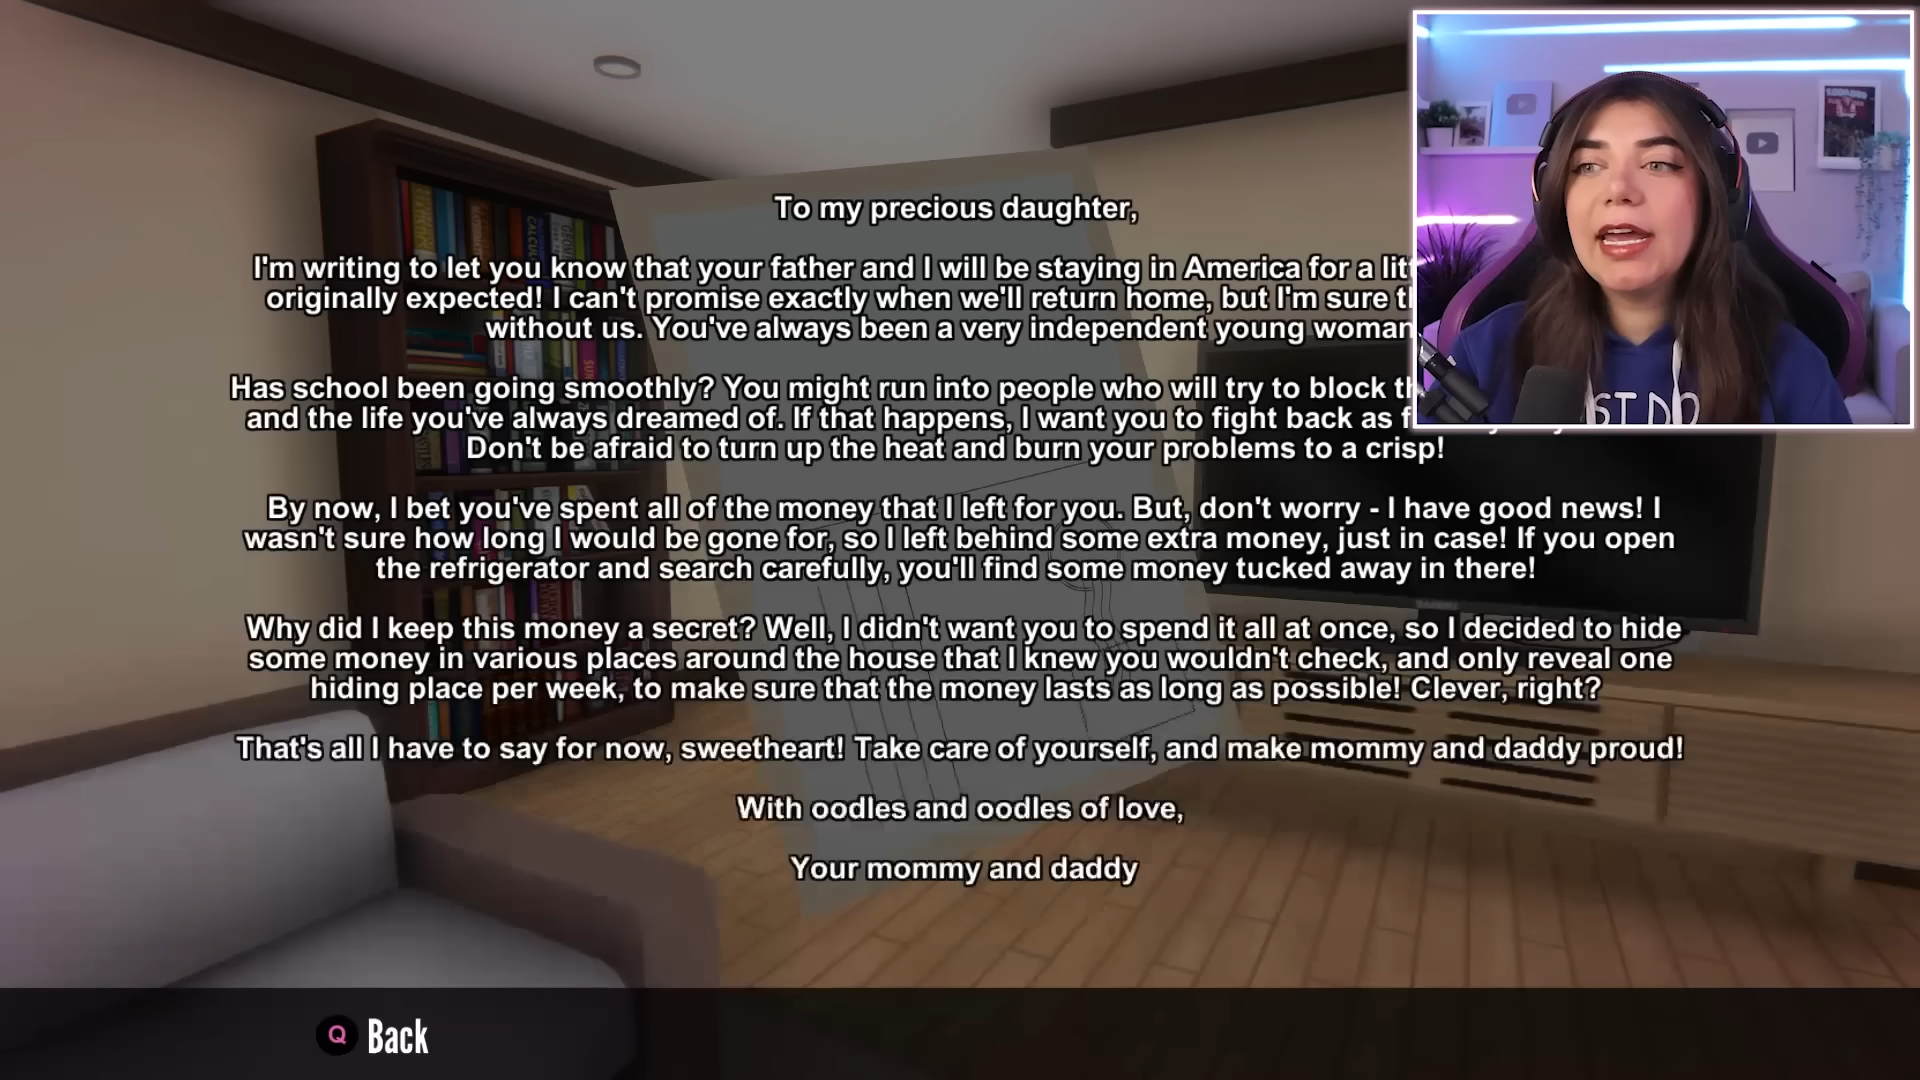 To my precious daughter,
I'm writing to let you know that your father and I will be staying in America for a
originally expected! I can't promise exactly when we'll return home, but I'm sure
without us. You've always been a very independent young woman
Has school been going smoothly? You might run into people who will try to block
and the life you've always dreamed of. If that happens, I want you to fight back as
Don't be afraid to turn up the heat and burn your problems to a crisp!
By now, I bet you've spent all of the money that I left for you. But, don't worry - I have good news! I
wasn't sure how long I would be gone for, so I left behind some extra money, just in case! If you open
the refrigerator and search carefully, you'll find some money tucked away in there!
Why did I keep this money a secret? Well, I didn't want you to spend it all at once, so I decided to hide
some money in various places around the house that I knew you wouldn't check, and only reveal one
hiding place per week, to make sure that the money lasts as long as possible! Clever, right?
That's all I have to say for now, sweetheart! Take care of yourself, and make mommy and daddy proud!
With oodles and oodles of love,
Your mommy and daddy
Q Back